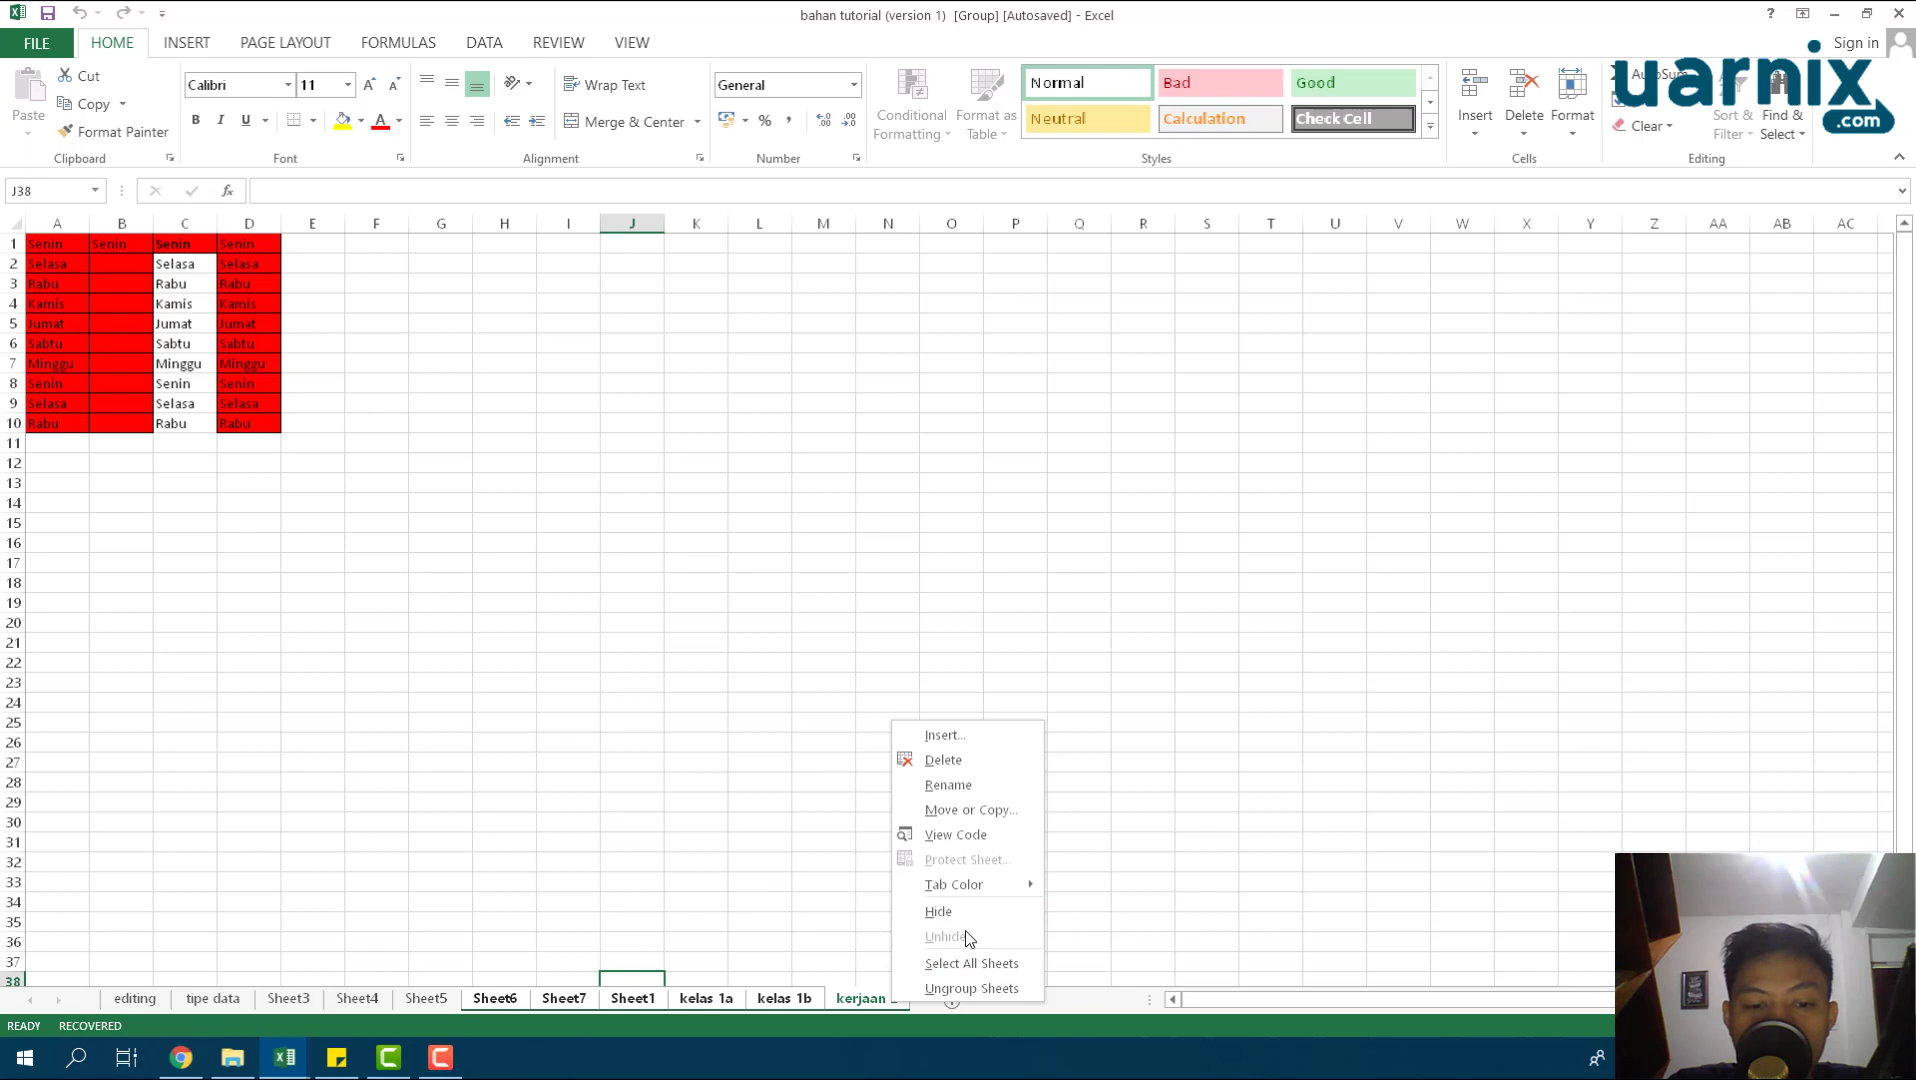 bahan tutorial (version 1) [Group] [Autosaved] - Excel
?
FILE HOME INSERT PAGE LAYOUT FORMULAS DATA REVIEW VIEW
Sign in
uarnix
.com
Paste
Cut
Copy
Format Painter
Clipboard
Calibri 11
B I U
Font
Wrap Text
Merge & Center
Alignment
General
%
Number
Conditional Formatting
Format as Table
Normal Bad Good
Neutral Calculation Check Cell
Styles
Insert Delete Format
Cells
AutoSum
Clear
Sort & Filter
Find & Select
Editing
J38
fx
A B C D E F G H I J K L M N O P Q R S T U V W X Y Z AA AB AC
1 Senin Senin Senin Senin
2 Selasa Selasa Selasa
3 Rabu Rabu Rabu
4 Kamis Kamis Kamis
5 Jumat Jumat Jumat
6 Sabtu Sabtu Sabtu
7 Minggu Minggu Minggu
8 Senin Senin Senin
9 Selasa Selasa Selasa
10 Rabu Rabu Rabu
11
12
13
14
15
16
17
18
19
20
21
22
23
24
25
26
27
28
29
30
31
32
33
34
35
36
37
38
Insert...
Delete
Rename
Move or Copy...
View Code
Protect Sheet...
Tab Color
Hide
Select All Sheets
Ungroup Sheets
editing tipe data Sheet3 Sheet4 Sheet5 Sheet6 Sheet7 Sheet1 kelas 1a kelas 1b kerjaan
READY RECOVERED